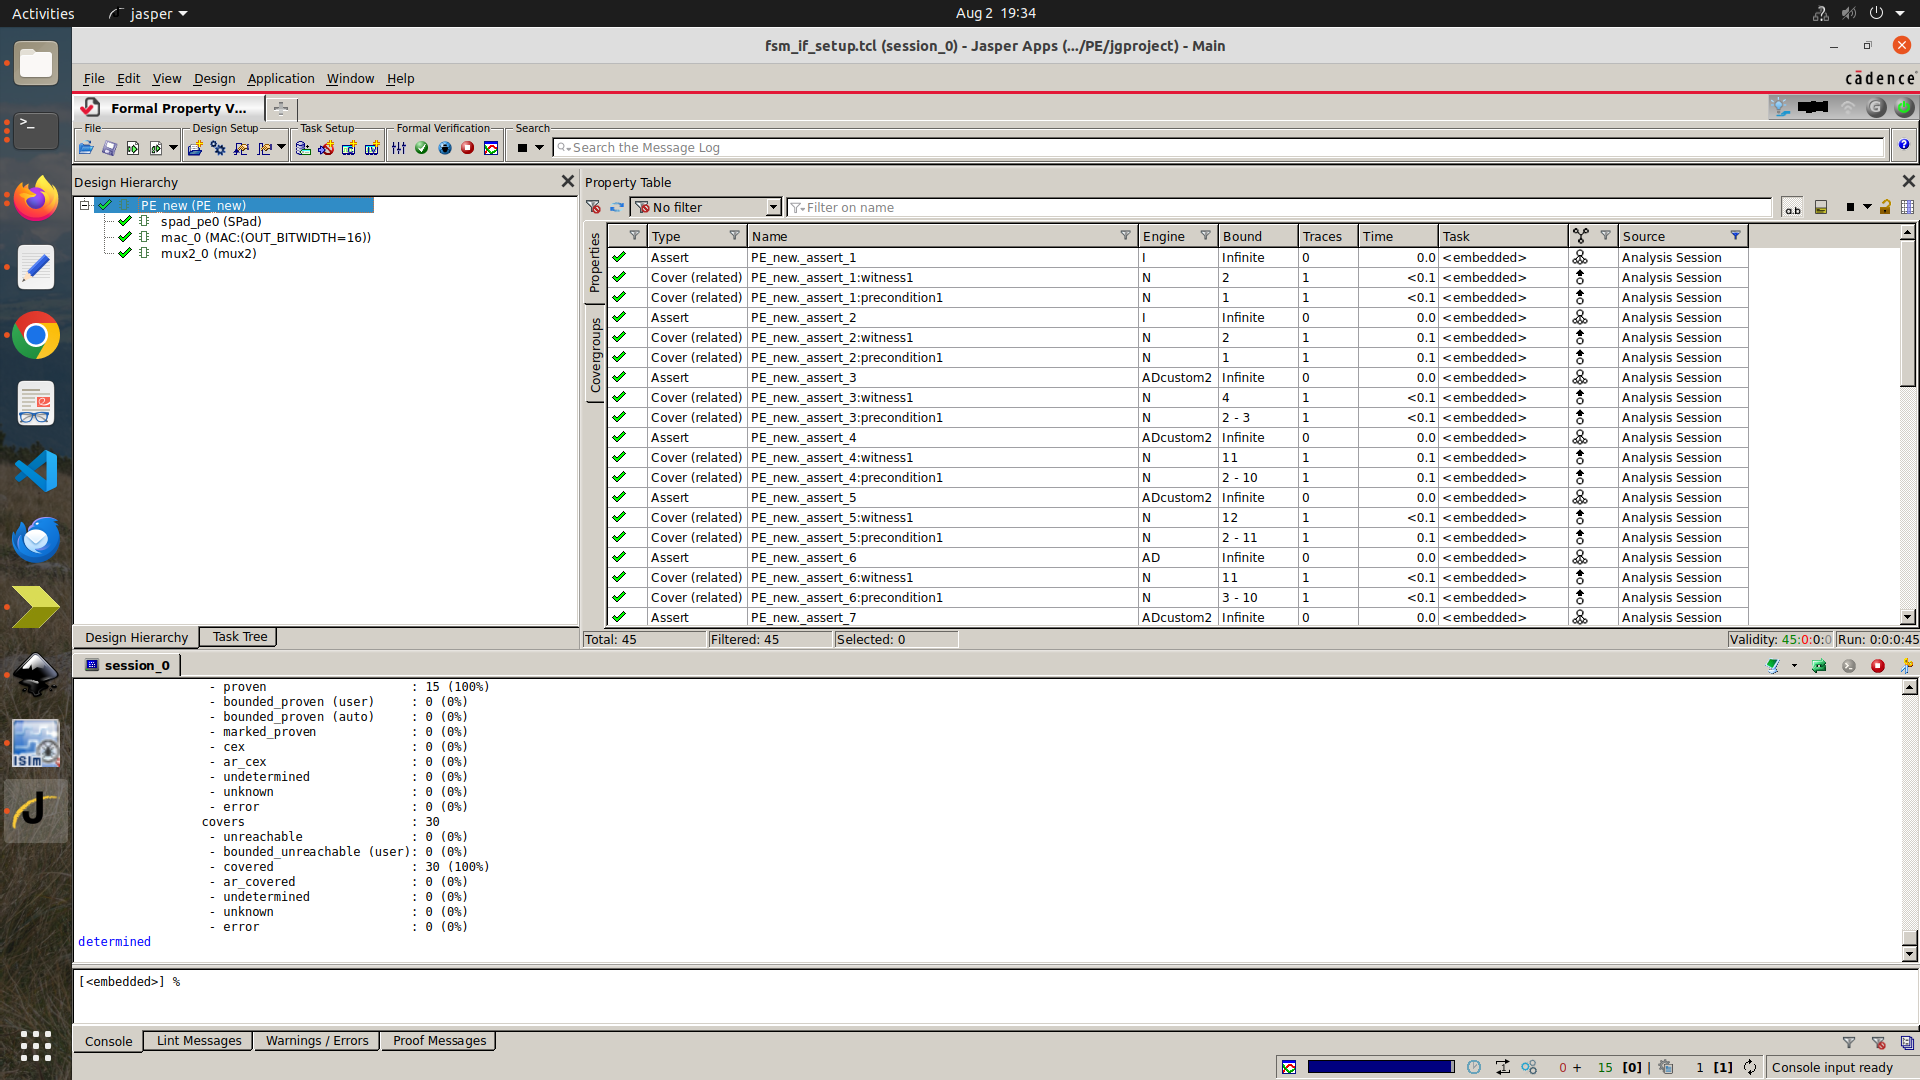 Activities jasper Aug 2 19:34
fsm_if_setup.tcl (session_0) - Jasper Apps (.../PE/jgproject) - Main
File Edit View Design Application Window Help cādence
Formal Property V...
File Design Setup Task Setup Formal Verification Search
Search the Message Log
Design Hierarchy
PE_new (PE_new)
spad_pe0 (SPad)
mac_0 (MAC:(OUT_BITWIDTH=16))
mux2_0 (mux2)
Design Hierarchy Task Tree
Property Table
No filter Filter on name a.b
Properties
Covergroups
Type Name Engine Bound Traces Time Task Source
Assert PE_new._assert_1 I Infinite 0 0.0 <embedded> Analysis Session
Cover (related) PE_new._assert_1:witness1 N 2 1 <0.1 <embedded> Analysis Session
Cover (related) PE_new._assert_1:precondition1 N 1 1 <0.1 <embedded> Analysis Session
Assert PE_new._assert_2 I Infinite 0 0.0 <embedded> Analysis Session
Cover (related) PE_new._assert_2:witness1 N 2 1 0.1 <embedded> Analysis Session
Cover (related) PE_new._assert_2:precondition1 N 1 1 0.1 <embedded> Analysis Session
Assert PE_new._assert_3 ADcustom2 Infinite 0 0.0 <embedded> Analysis Session
Cover (related) PE_new._assert_3:witness1 N 4 1 <0.1 <embedded> Analysis Session
Cover (related) PE_new._assert_3:precondition1 N 2 - 3 1 <0.1 <embedded> Analysis Session
Assert PE_new._assert_4 ADcustom2 Infinite 0 0.0 <embedded> Analysis Session
Cover (related) PE_new._assert_4:witness1 N 11 1 0.1 <embedded> Analysis Session
Cover (related) PE_new._assert_4:precondition1 N 2 - 10 1 0.1 <embedded> Analysis Session
Assert PE_new._assert_5 ADcustom2 Infinite 0 0.0 <embedded> Analysis Session
Cover (related) PE_new._assert_5:witness1 N 12 1 <0.1 <embedded> Analysis Session
Cover (related) PE_new._assert_5:precondition1 N 2 - 11 1 0.1 <embedded> Analysis Session
Assert PE_new._assert_6 AD Infinite 0 0.0 <embedded> Analysis Session
Cover (related) PE_new._assert_6:witness1 N 11 1 <0.1 <embedded> Analysis Session
Cover (related) PE_new._assert_6:precondition1 N 3 - 10 1 <0.1 <embedded> Analysis Session
Assert PE_new._assert_7 ADcustom2 Infinite 0 0.0 <embedded> Analysis Session
Total: 45 Filtered: 45 Selected: 0 Validity: 45:0:0:0 Run: 0:0:0:45
session_0
- proven : 15 (100%)
- bounded_proven (user) : 0 (0%)
- bounded_proven (auto) : 0 (0%)
- marked_proven : 0 (0%)
- cex : 0 (0%)
- ar_cex : 0 (0%)
- undetermined : 0 (0%)
- unknown : 0 (0%)
- error : 0 (0%)
covers : 30
- unreachable : 0 (0%)
- bounded_unreachable (user): 0 (0%)
- covered : 30 (100%)
- ar_covered : 0 (0%)
- undetermined : 0 (0%)
- unknown : 0 (0%)
- error : 0 (0%)
determined
[<embedded>] %
Console Lint Messages Warnings / Errors Proof Messages
0 + 15 [0] | 1 [1] Console input ready
ISim